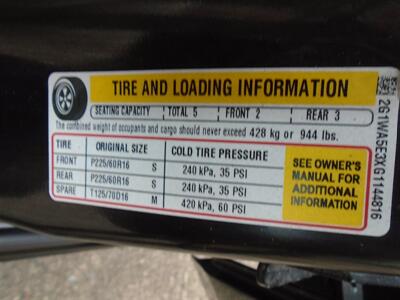 TIRE AND LOADING INFORMATION
SEATING CAPACITY TOTAL 5 FRONT 2 REAR 3
The combined weight of occupants and cargo should never exceed 428 kg or 944 lbs.
TIRE ORIGINAL SIZE COLD TIRE PRESSURE
FRONT P225/60R16 S 240 kPa, 35 PSI
REAR P225/60R16 S 240 kPa, 35 PSI
SPARE T125/70D16 M 420 kPa, 60 PSI
SEE OWNER'S
MANUAL FOR
ADDITIONAL
INFORMATION
2G1WA5E3XG1144816